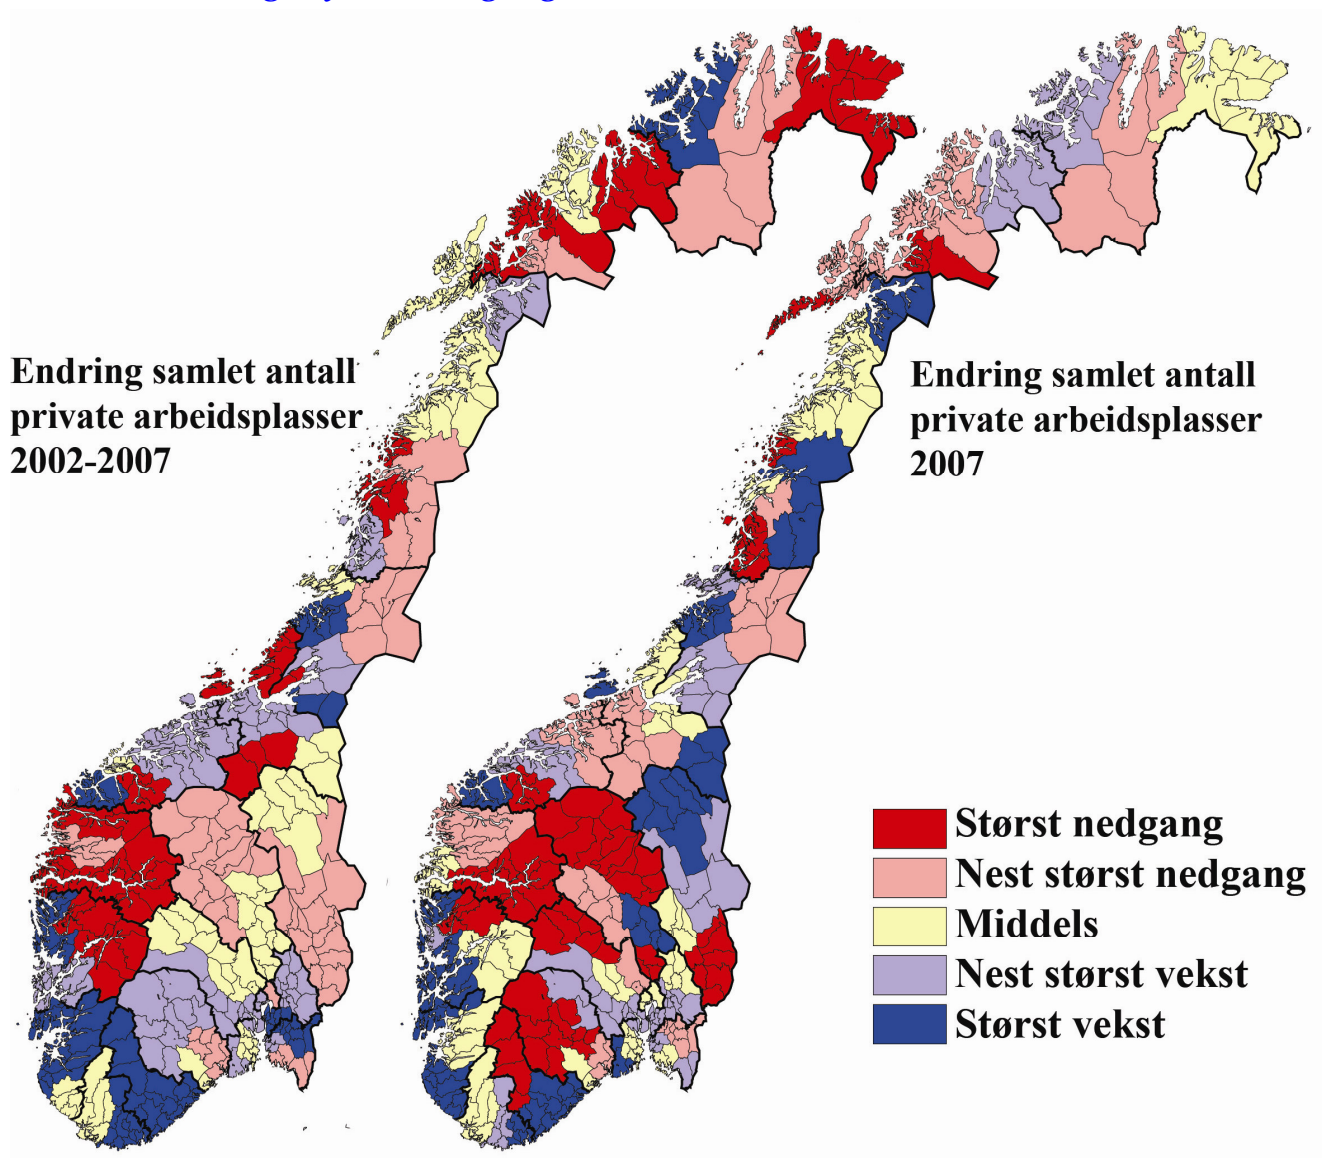 Endring samlet antall
private arbeidsplasser
2002-2007
Endring samlet antall
private arbeidsplasser
2007
Størst nedgang
Nest størst nedgang
Middels
Nest størst vekst
Størst vekst